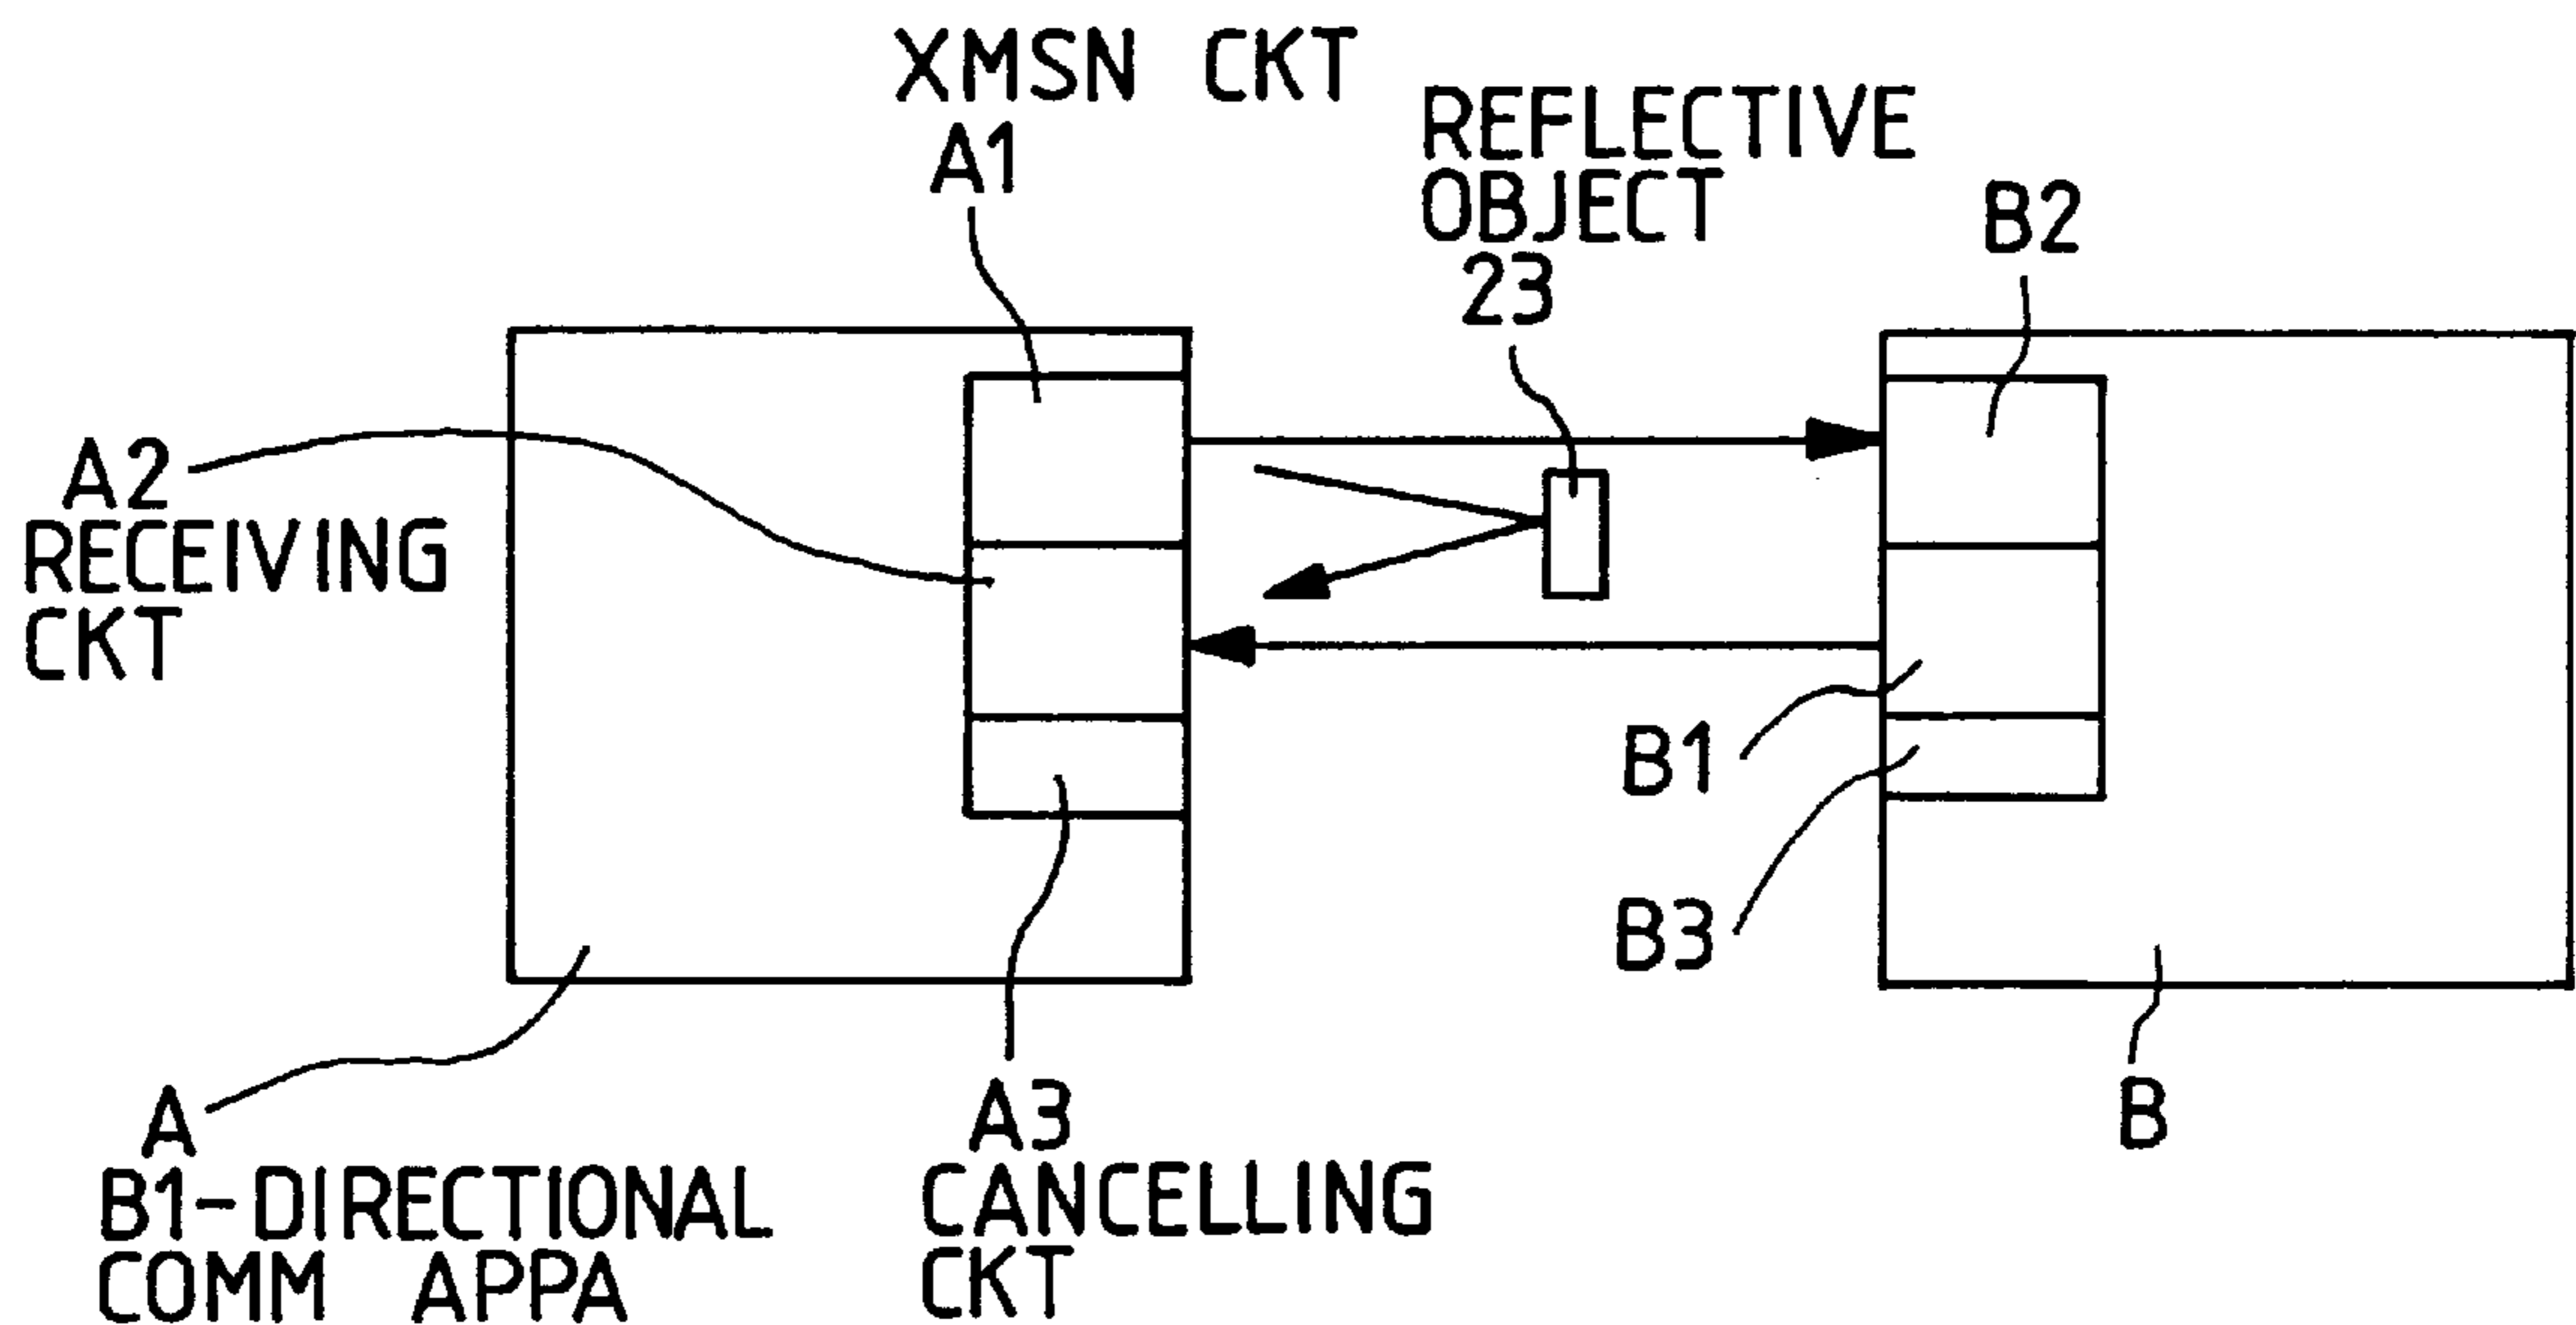 XMSN CKT
A1
REFLECTIVE
OBJECT
23
B2
A2
RECEIVING
CKT
B1
B3
A
B1-DIRECTIONAL
COMM APPA
A3
CANCELLING
CKT
B